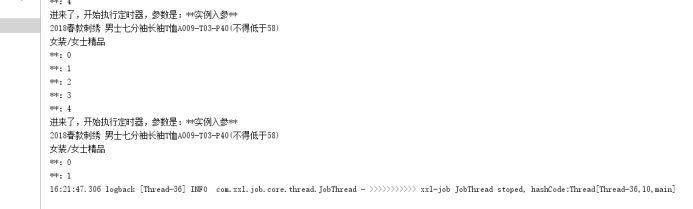 **: 4
进来了，开始执行定时器，参数是：**实例入参**
2018春款刺绣 男士七分袖长袖T恤A009-T03-P40(不得低于58)
女装/女士精品
**: 0
**: 1
**: 2
**: 3
**: 4
进来了，开始执行定时器，参数是：**实例入参**
2018春款刺绣 男士七分袖长袖T恤A009-T03-P40(不得低于58)
女装/女士精品
**: 0
**: 1
16:21:47.306 logback [Thread-36] INFO  com.xxl.job.core.thread.JobThread - >>>>>>>>>>> xxl-job JobThread stoped, hashCode:Thread[Thread-36,10,main]